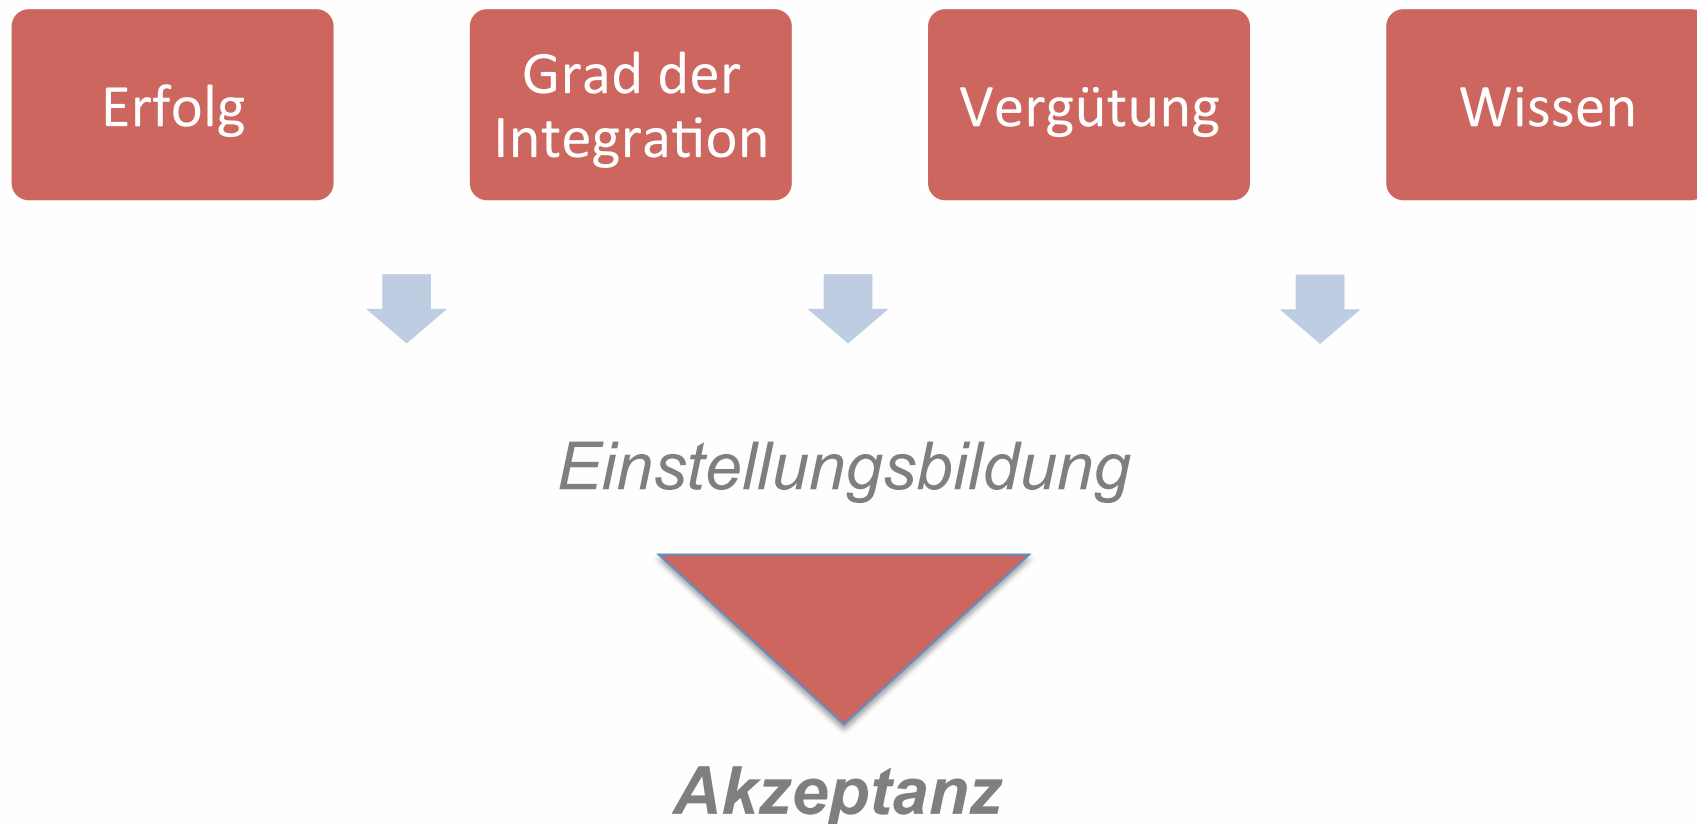 Erfolg
Grad der
Integration
Vergütung
Wissen
Einstellungsbildung
Akzeptanz